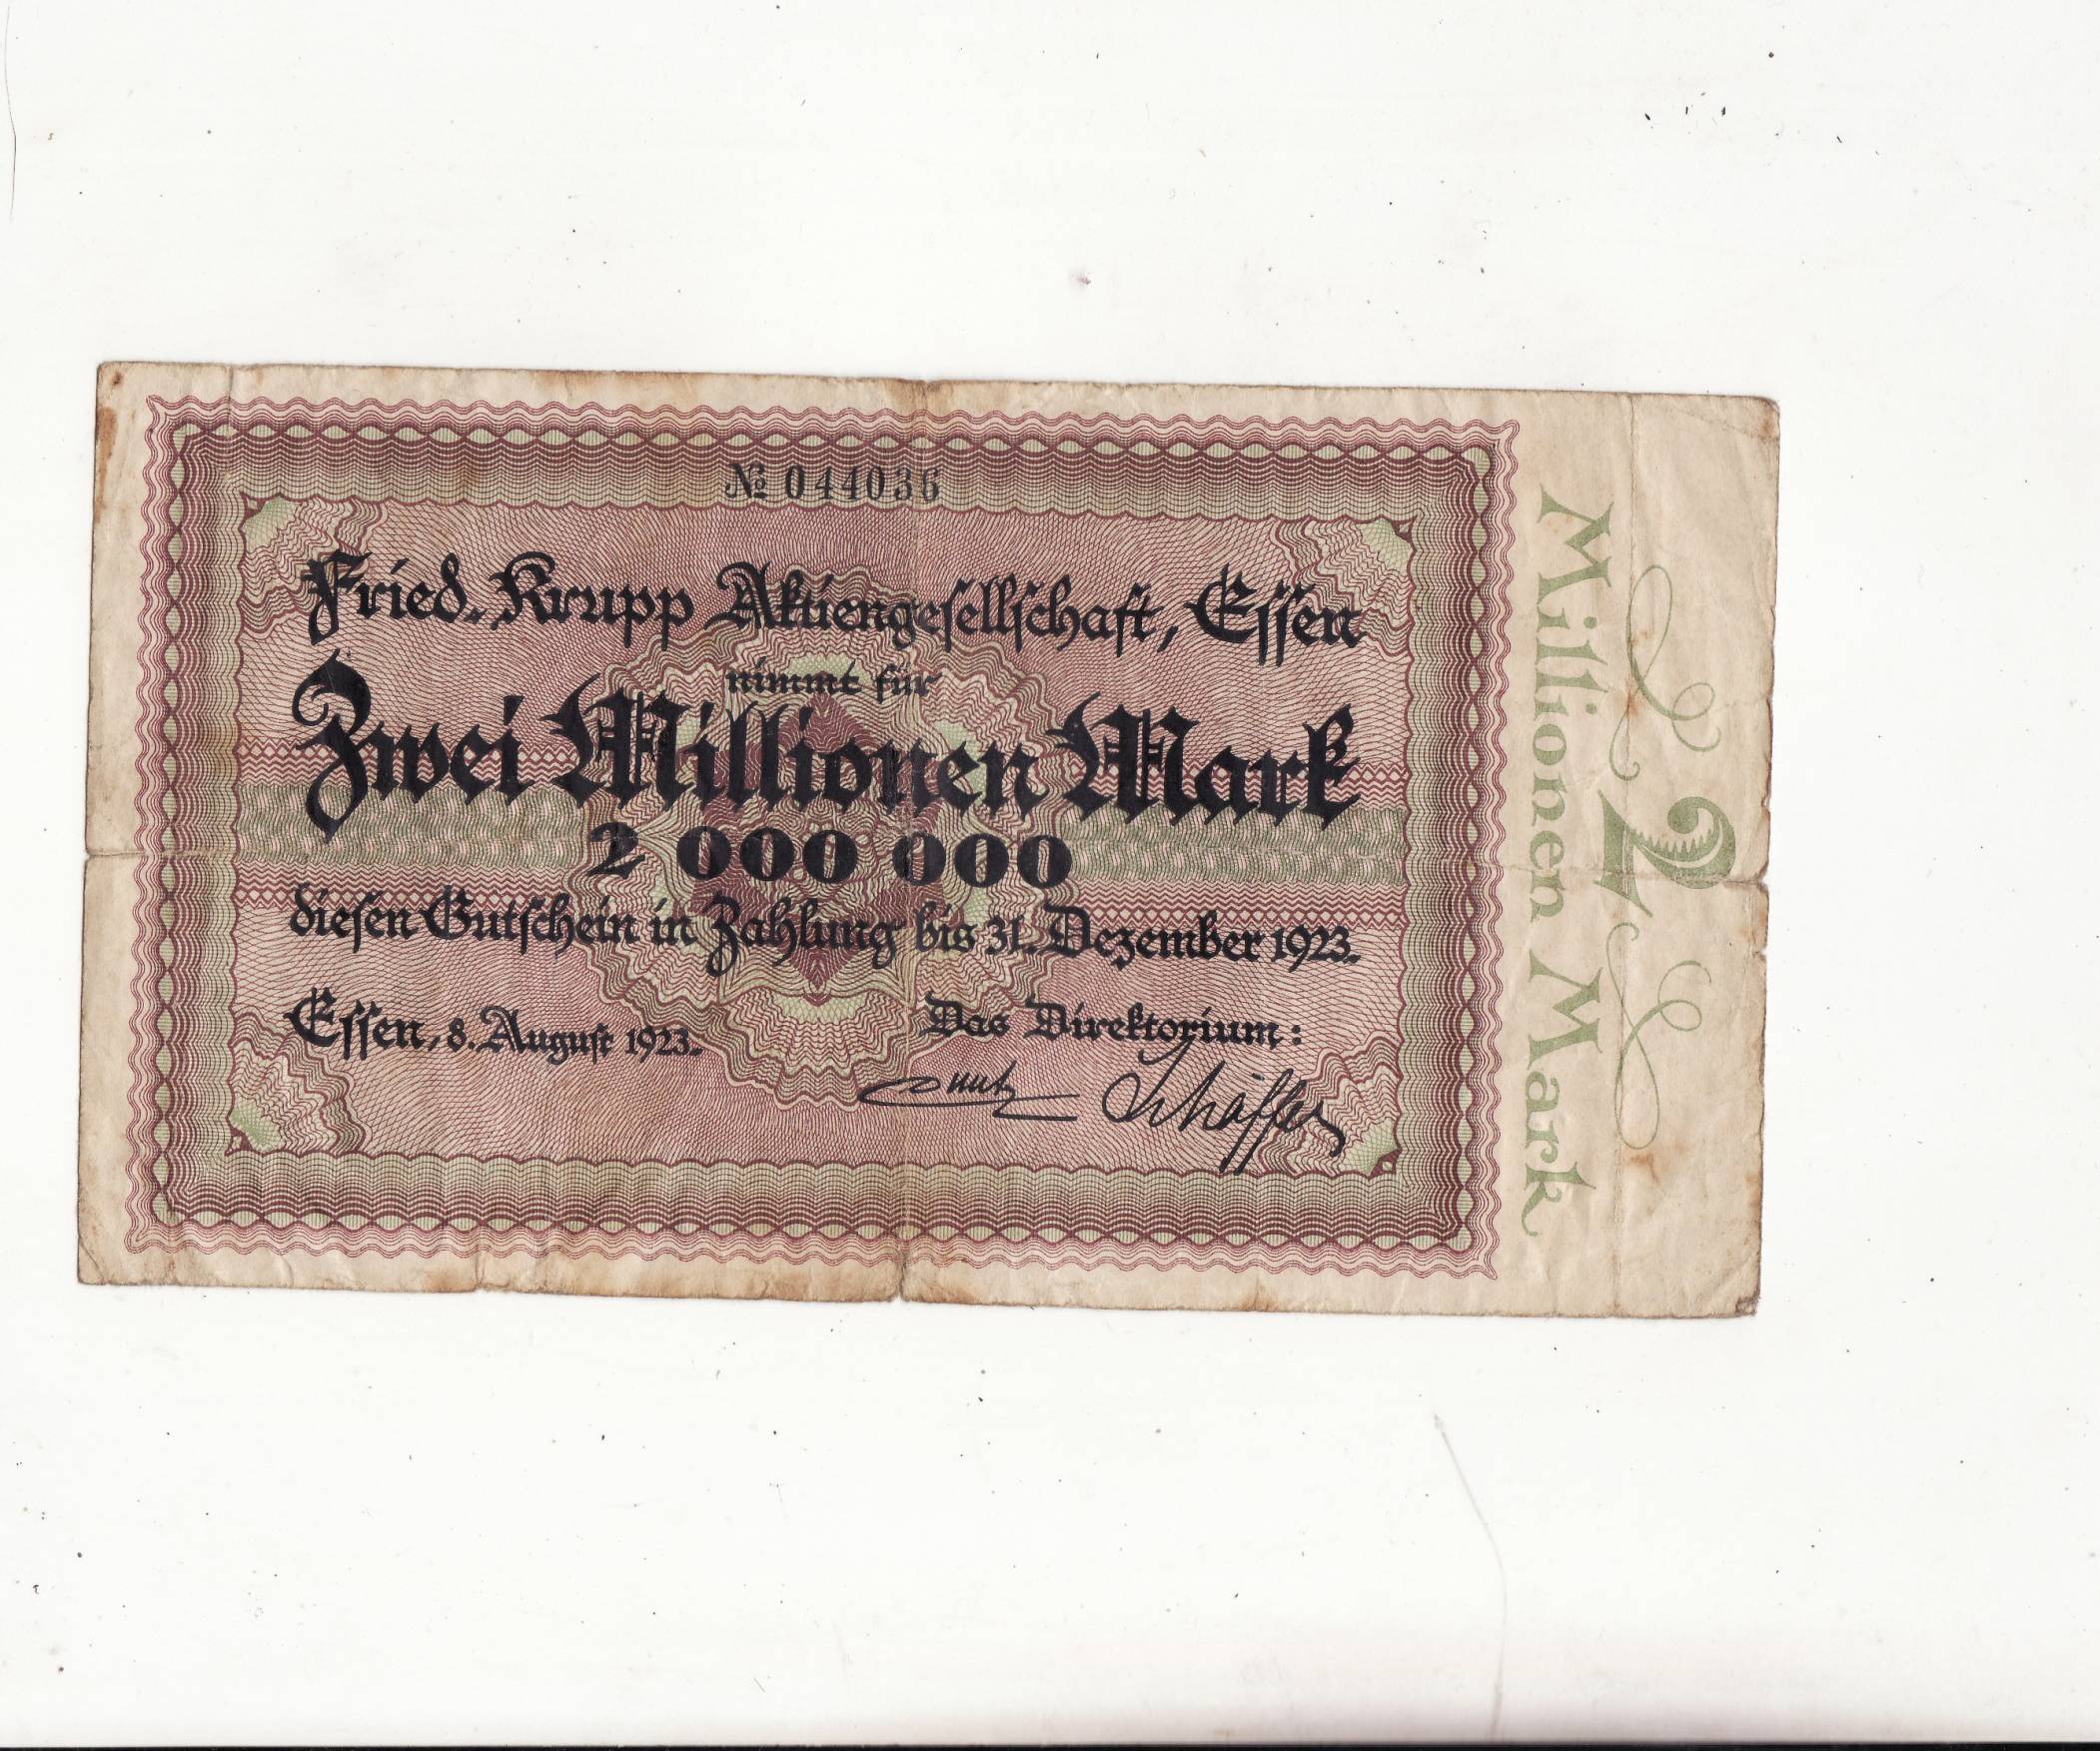 № 044036
Fried. Krupp Aktiengesellschaft, Essen
nimmt für
Zwei Millionen Mark
2 000 000
diesen Gutschein in Zahlung bis 31. Dezember 1923.
Essen, 8. August 1923.
Das Direktorium:
Schäffer
2
Millionen Mark